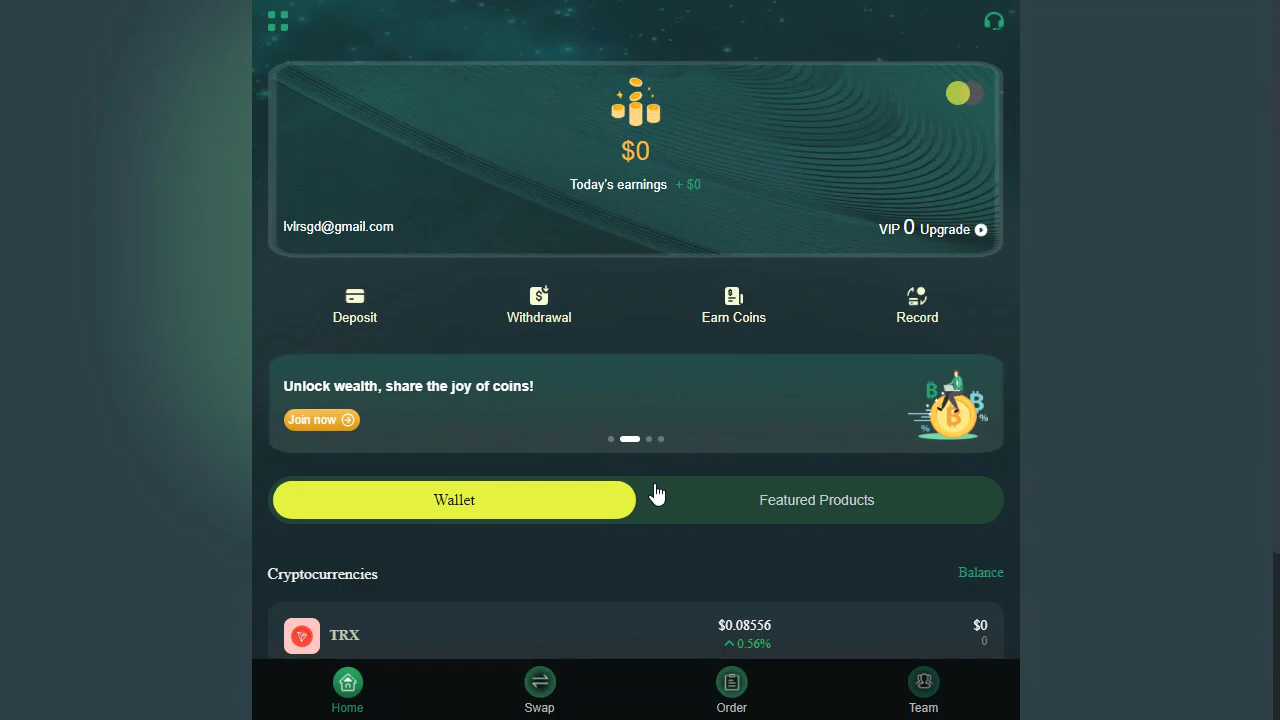 $0
Today's earnings + $0
lvlrsgd@gmail.com
VIP 0 Upgrade
Deposit
Withdrawal
Earn Coins
Record
Unlock wealth, share the joy of coins!
Join now
Wallet
Featured Products
Cryptocurrencies
Balance
TRX
$0.08556
0.56%
$0
0
Home
Swap
Order
Team